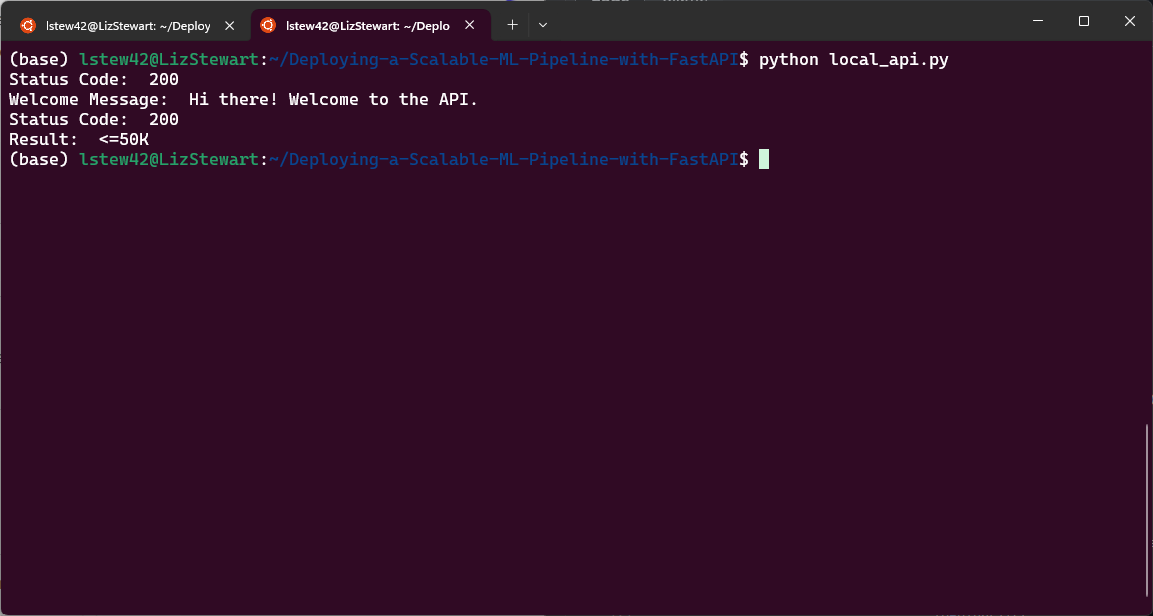 lstew42@LizStewart: ~/Deploy
lstew42@LizStewart: ~/Deplo
(base) lstew42@LizStewart:~/Deploying-a-Scalable-ML-Pipeline-with-FastAPI$ python local_api.py
Status Code:  200
Welcome Message:  Hi there! Welcome to the API.
Status Code:  200
Result:  <=50K
(base) lstew42@LizStewart:~/Deploying-a-Scalable-ML-Pipeline-with-FastAPI$